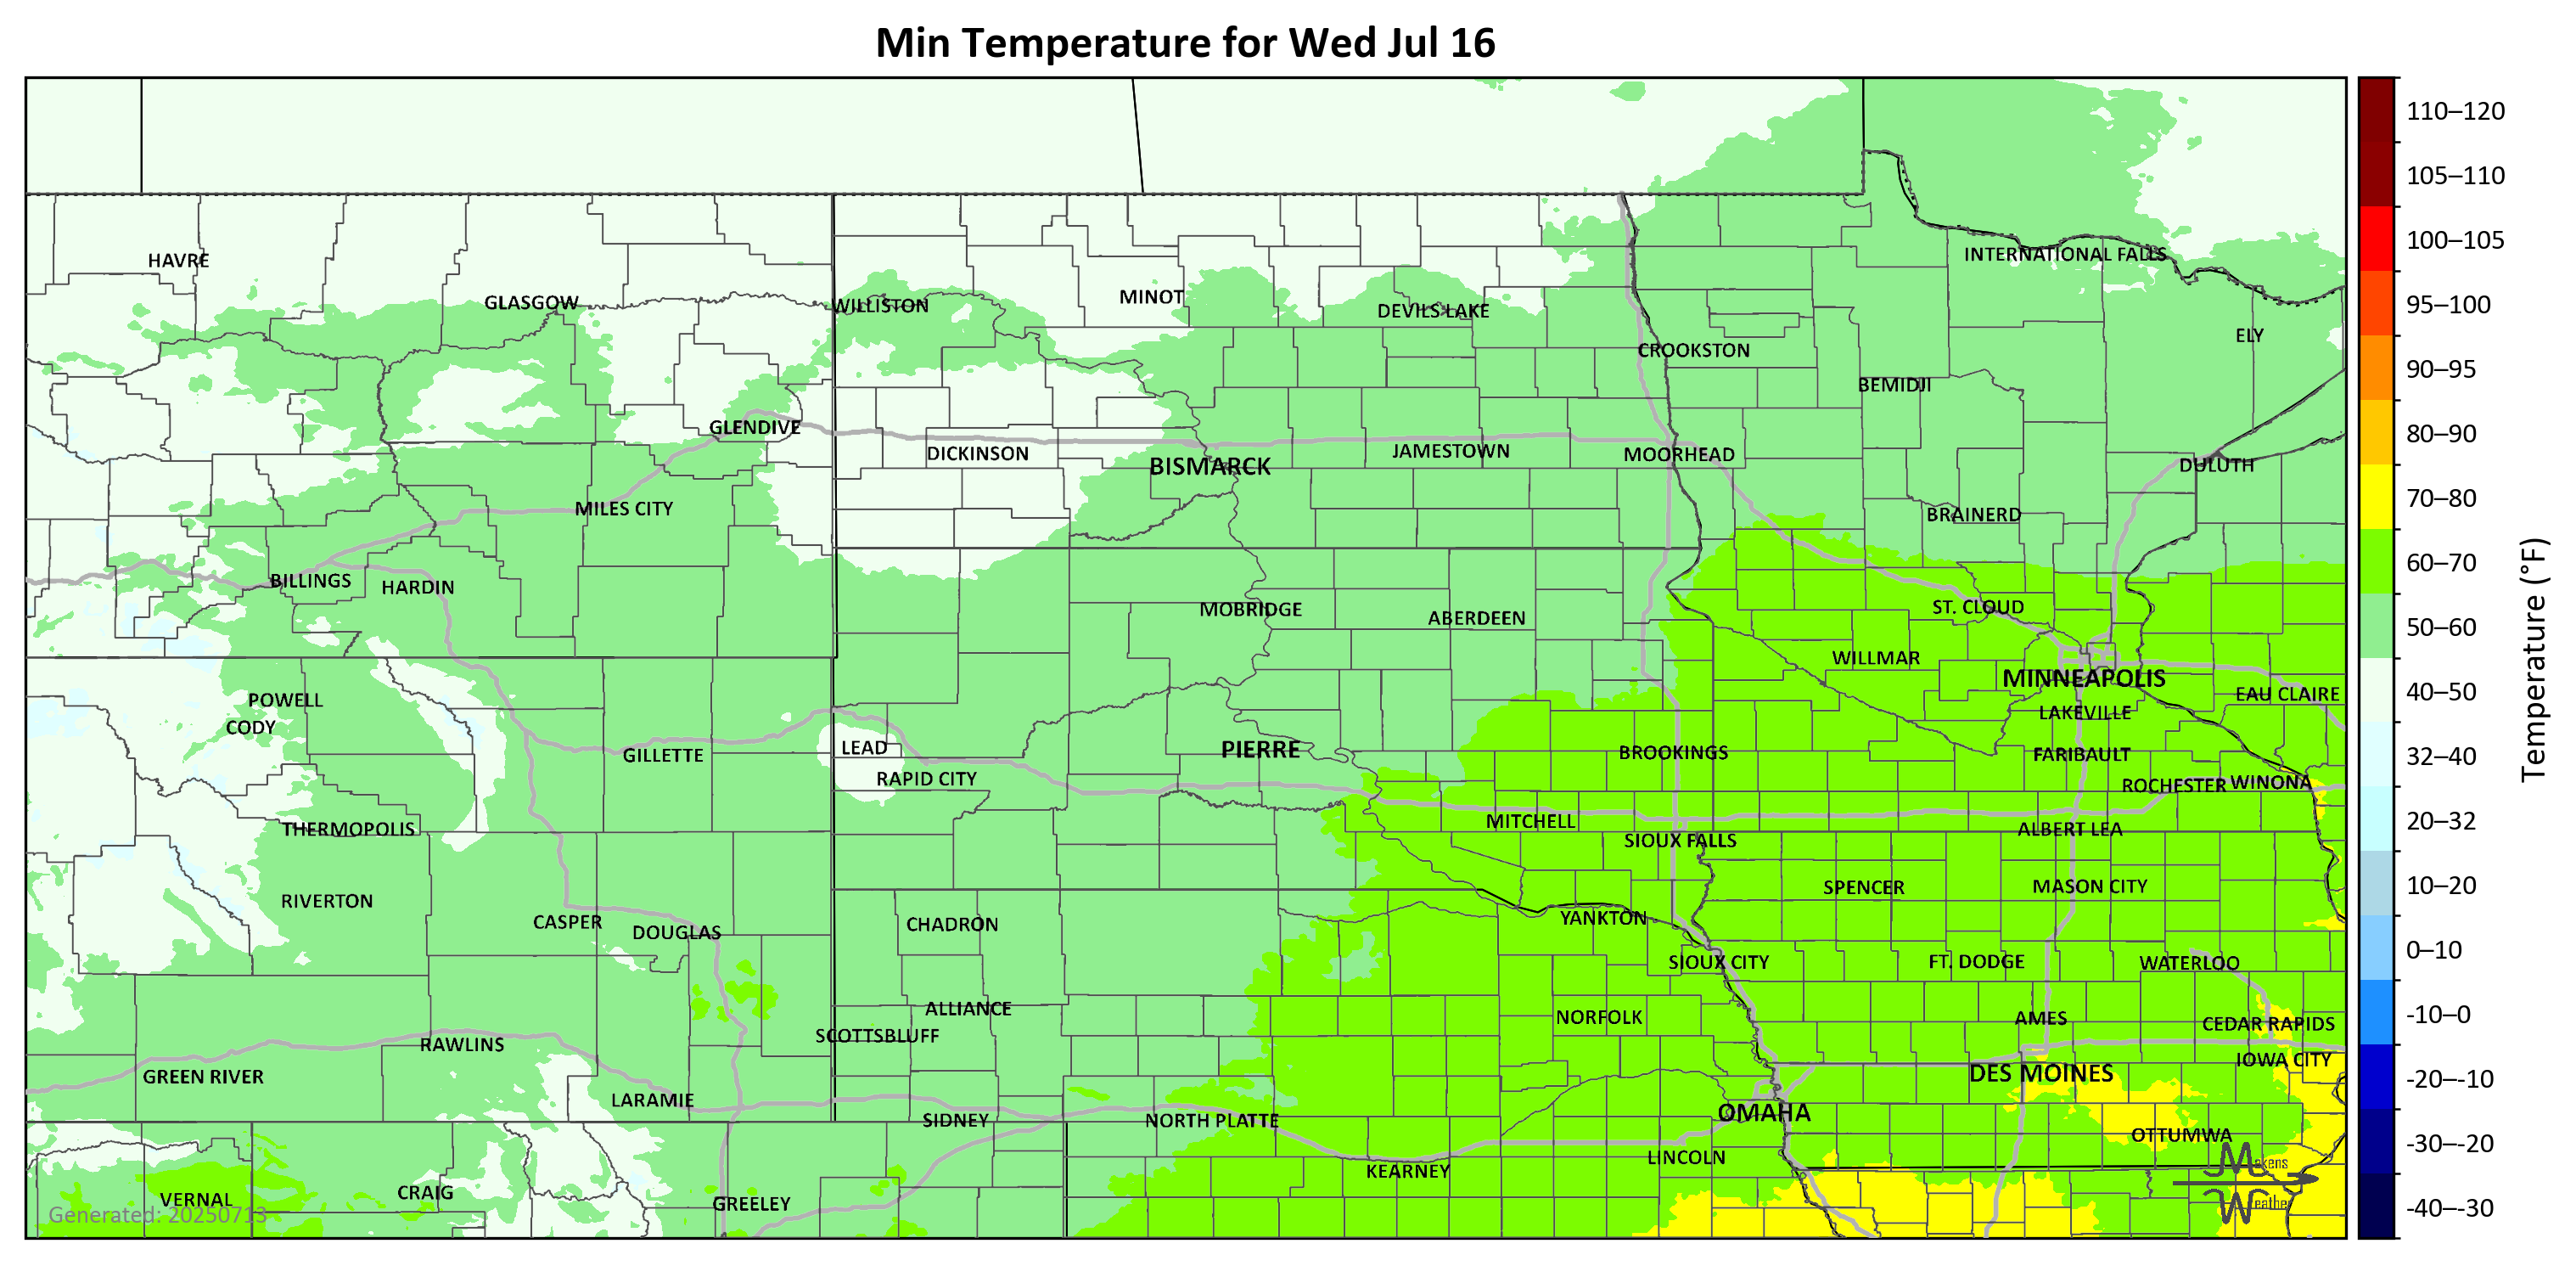 Min Temperature for Wed Jul 16
110–120
105–110
100–105
95–100
90–95
80–90
70–80
60–70
50–60
40–50
32–40
20–32
10–20
0–10
-10–0
-20–-10
-30–-20
-40–-30
Temperature (°F)
INTERNATIONAL FALLS
HAVRE
GLASGOW
WILLISTON
MINOT
DEVILS LAKE
ELY
CROOKSTON
BEMIDJI
GLENDIVE
DICKINSON
BISMARCK
JAMESTOWN
MOORHEAD
DULUTH
MILES CITY
BRAINERD
BILLINGS
HARDIN
MOBRIDGE
ABERDEEN
ST. CLOUD
WILLMAR
MINNEAPOLIS
EAU CLAIRE
POWELL
CODY
LAKEVILLE
GILLETTE
LEAD
PIERRE
BROOKINGS
FARIBAULT
RAPID CITY
ROCHESTER
WINONA
THERMOPOLIS
MITCHELL
SIOUX FALLS
ALBERT LEA
RIVERTON
SPENCER
MASON CITY
CASPER
DOUGLAS
CHADRON
YANKTON
SIOUX CITY
FT. DODGE
WATERLOO
ALLIANCE
NORFOLK
AMES
CEDAR RAPIDS
SCOTTSBLUFF
RAWLINS
IOWA CITY
GREEN RIVER
DES MOINES
LARAMIE
SIDNEY
NORTH PLATTE
OMAHA
OTTUMWA
LINCOLN
KEARNEY
VERNAL
CRAIG
GREELEY
Generated: 20250713
Makens
Weather